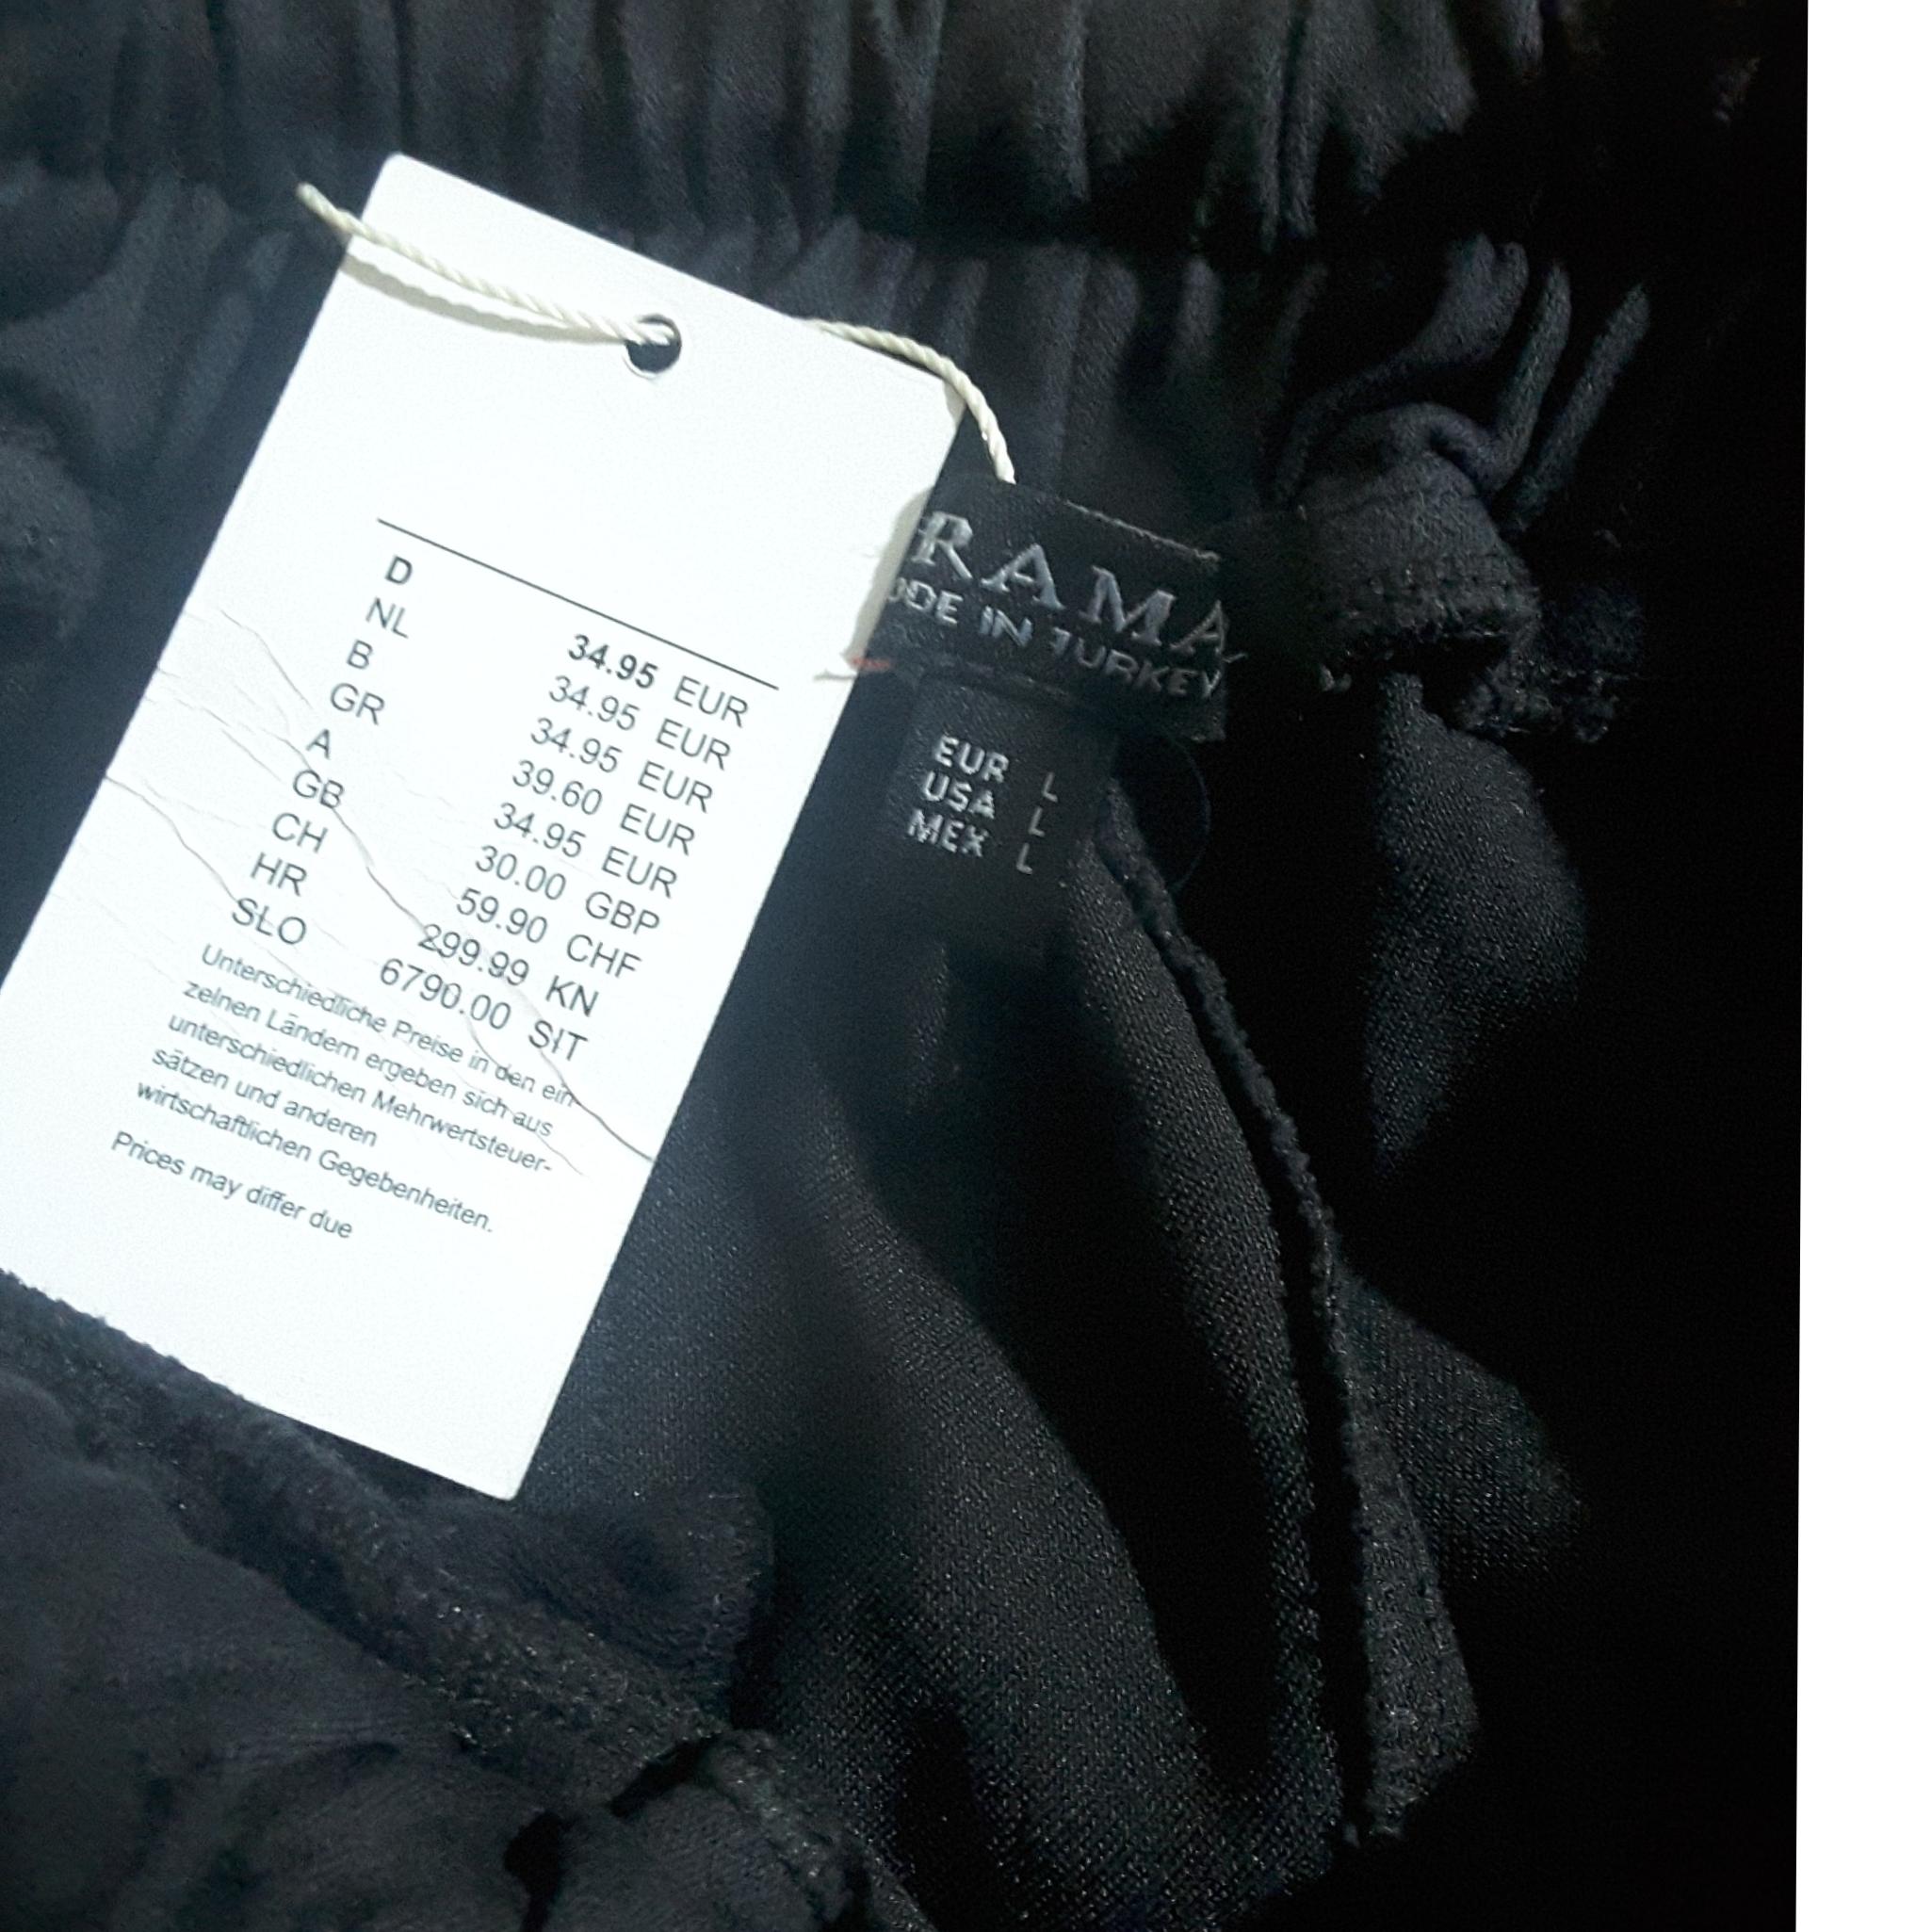 D 34.95 EUR
NL 34.95 EUR
B 34.95 EUR
GR 39.60 EUR
A 34.95 EUR
GB 30.00 GBP
CH 59.90 CHF
HR 299.99 KN
SLO 6790.00 SIT
Unterschiedliche Preise in den ein-
zelnen Ländern ergeben sich aus
unterschiedlichen Mehrwertsteuer-
sätzen und anderen
wirtschaftlichen Gegebenheiten.
Prices may differ due
RAMA
DE IN TURKEY
EUR L
USA L
MEX L